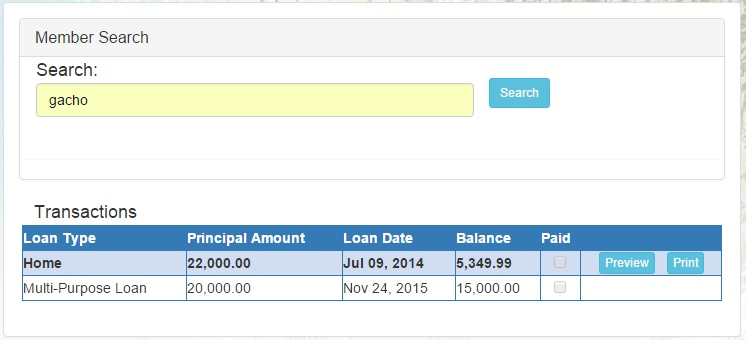 Member Search
Search:
gacho
Search
Transactions
Loan Type Principal Amount Loan Date Balance Paid
Home 22,000.00 Jul 09, 2014 5,349.99 Preview Print
Multi-Purpose Loan 20,000.00 Nov 24, 2015 15,000.00